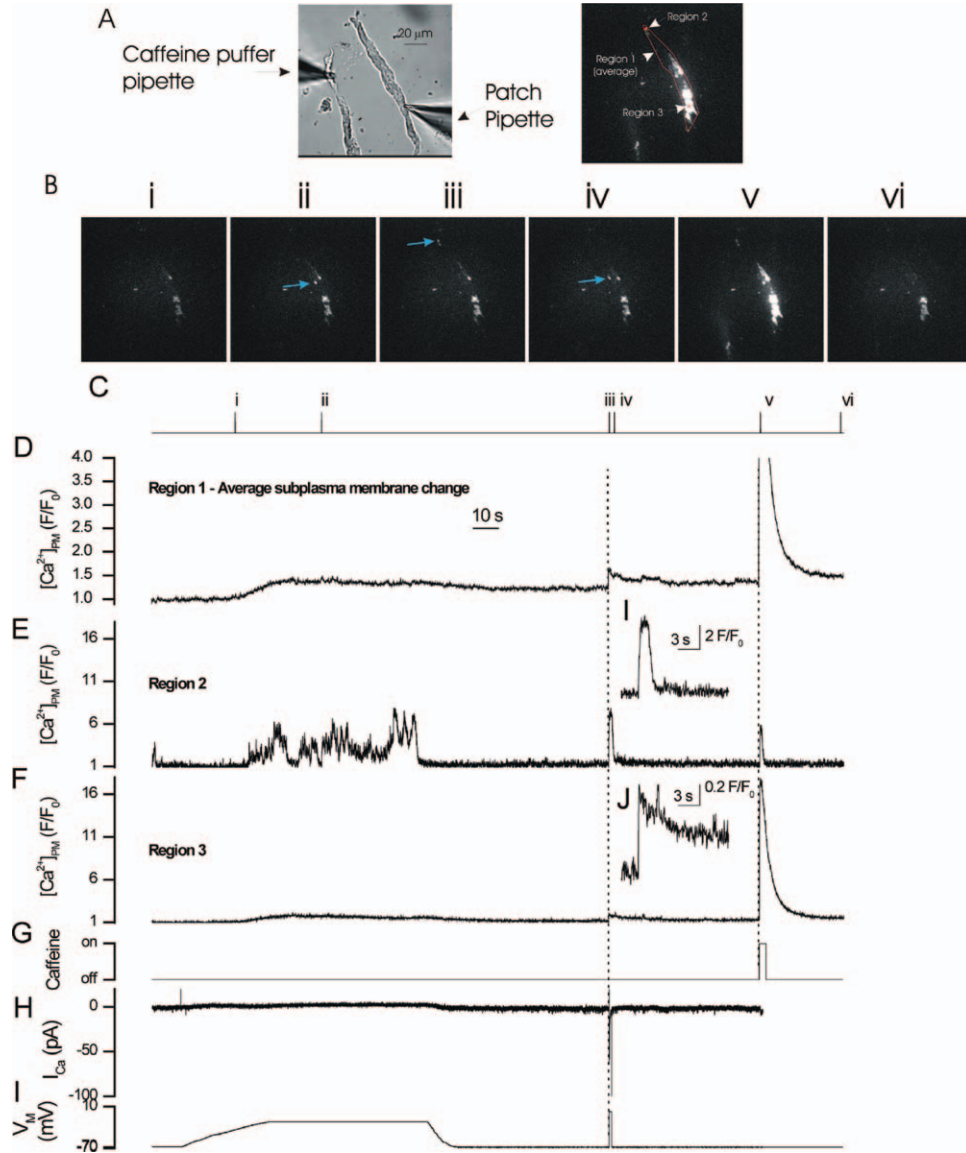 A
Caffeine puffer
pipette
20 μm
Patch
Pipette
Region 2
Region 1
(average)
Region 3
B
i ii iii iv v vi
C
i ii iii iv v vi
D
[Ca²⁺]PM (F/F₀)
4.0
3.5
3.0
2.5
2.0
1.5
1.0
Region 1 - Average subplasma membrane change
10 s
E
[Ca²⁺]PM (F/F₀)
16
11
6
1
Region 2
I
3 s 2 F/F₀
F
[Ca²⁺]PM (F/F₀)
16
11
6
1
Region 3
J
3 s 0.2 F/F₀
G
Caffeine
on
off
H
I Ca (pA)
0
-50
-100
I
V M
(mV)
10
-70